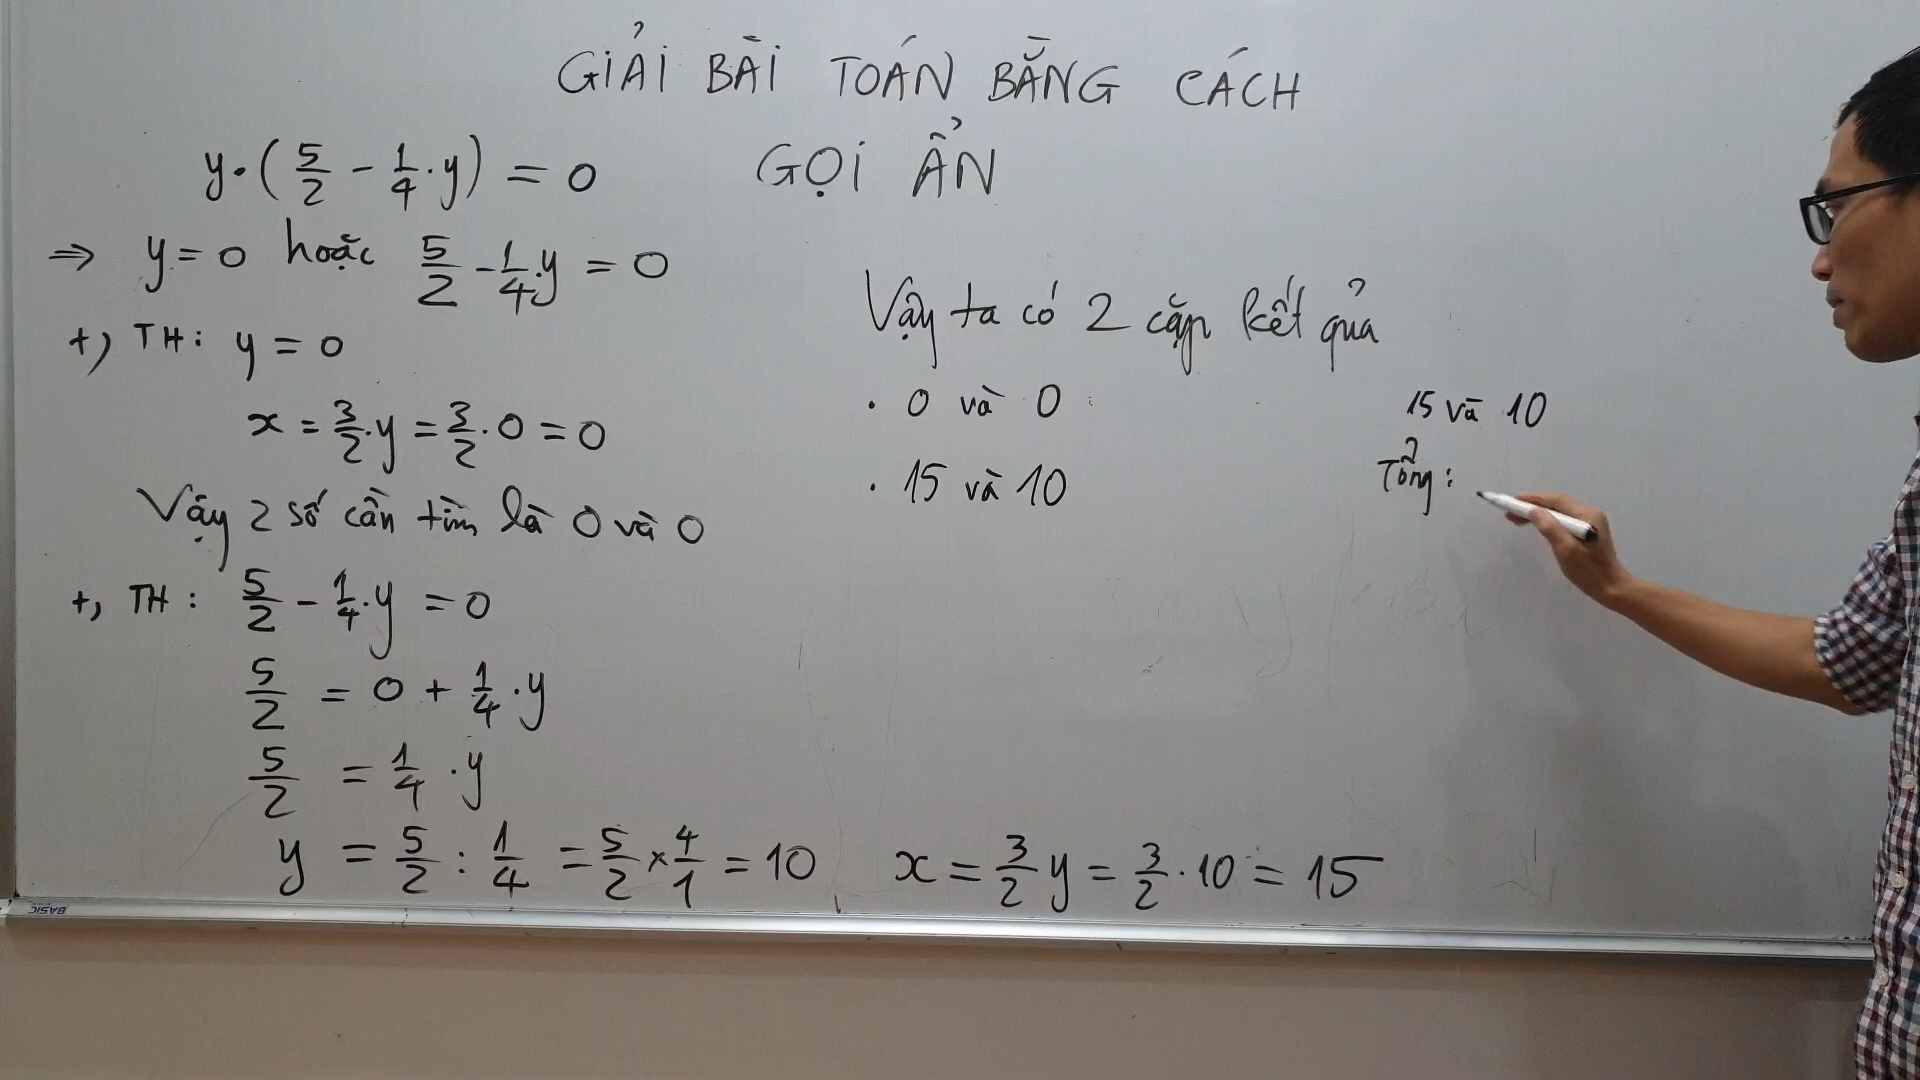 GIẢI BÀI TOÁN BẰNG CÁCH
GỌI ẨN
y·(5/2 - 1/4·y) = 0
⇒ y = 0 hoặc 5/2 - 1/4·y = 0
+) TH: y = 0
x = 3/2·y = 3/2·0 = 0
Vậy 2 số cần tìm là 0 và 0
+) TH: 5/2 - 1/4·y = 0
5/2 = 0 + 1/4·y
5/2 = 1/4·y
y = 5/2 : 1/4 = 5/2 × 4/1 = 10
x = 3/2 y = 3/2·10 = 15
Vậy ta có 2 cặp kết quả
· 0 và 0
· 15 và 10
15 và 10
Tổng:
BASIC